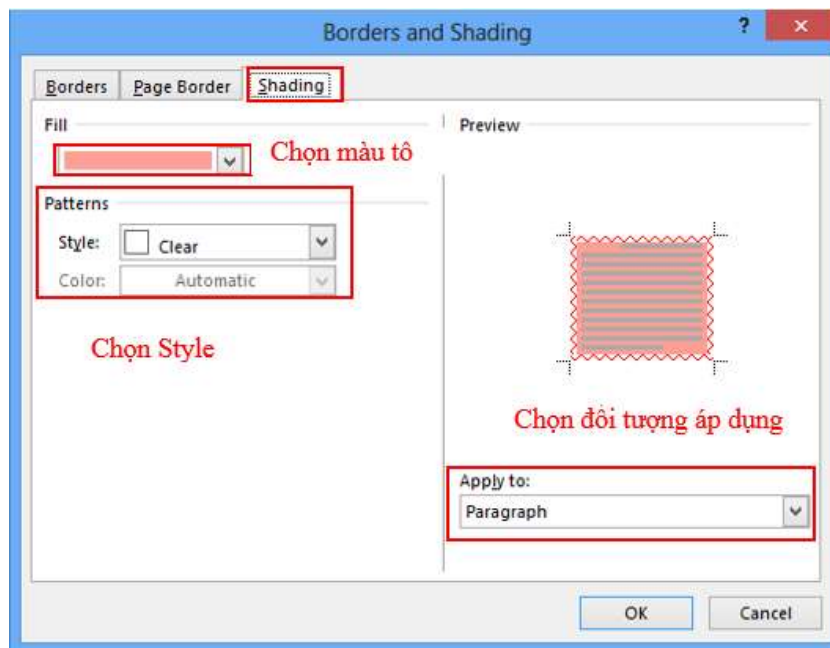 Borders and Shading
?
Borders
Page Border
Shading
Fill
Chọn màu tô
Patterns
Style:
Clear
Color:
Automatic
Chọn Style
Preview
Chọn đối tượng áp dụng
Apply to:
Paragraph
OK
Cancel